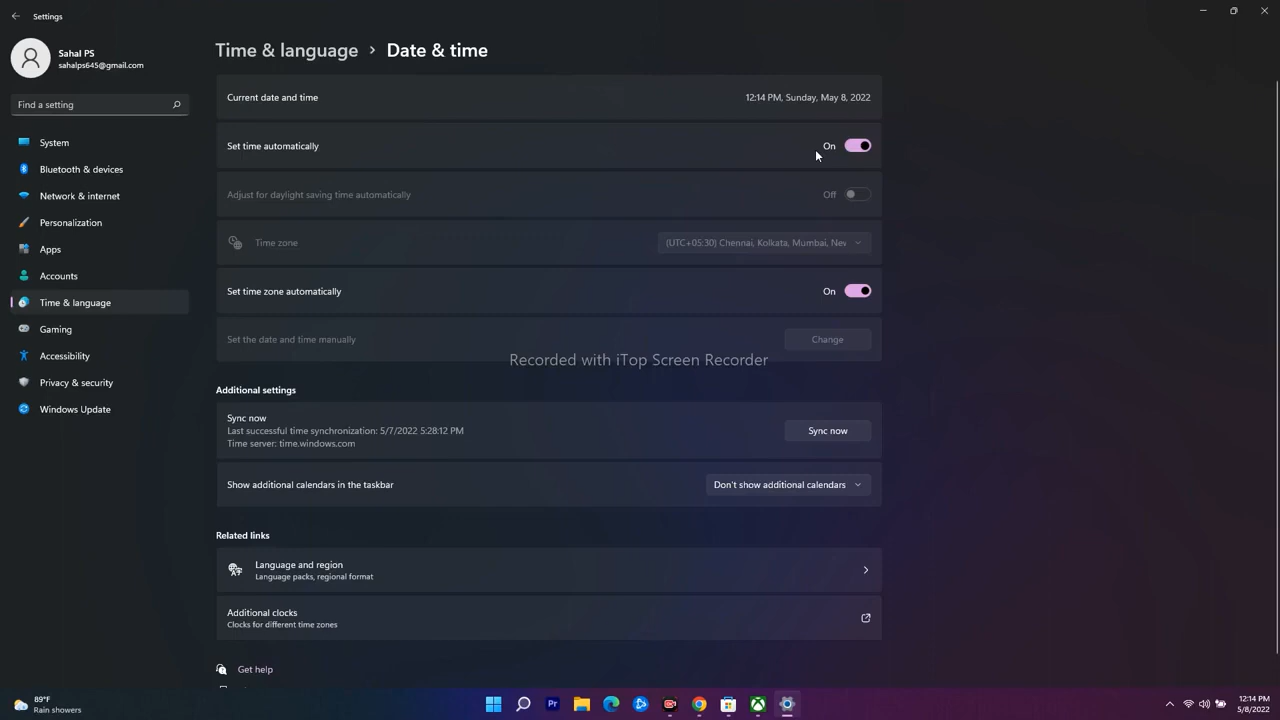 Settings
Sahal PS
sahalps645@gmail.com
Find a setting
System
Bluetooth & devices
Network & internet
Personalization
Apps
Accounts
Time & language
Gaming
Accessibility
Privacy & security
Windows Update
Time & language > Date & time
Current date and time 12:14 PM, Sunday, May 8, 2022
Set time automatically On
Adjust for daylight saving time automatically Off
Time zone (UTC+05:30) Chennai, Kolkata, Mumbai, New
Set time zone automatically On
Set the date and time manually Change
Recorded with iTop Screen Recorder
Additional settings
Sync now
Last successful time synchronization: 5/7/2022 5:28:12 PM
Time server: time.windows.com
Sync now
Show additional calendars in the taskbar Don't show additional calendars
Related links
Language and region
Language packs, regional format
Additional clocks
Clocks for different time zones
Get help
89°F
Rain showers
Pr
12:14 PM
5/8/2022